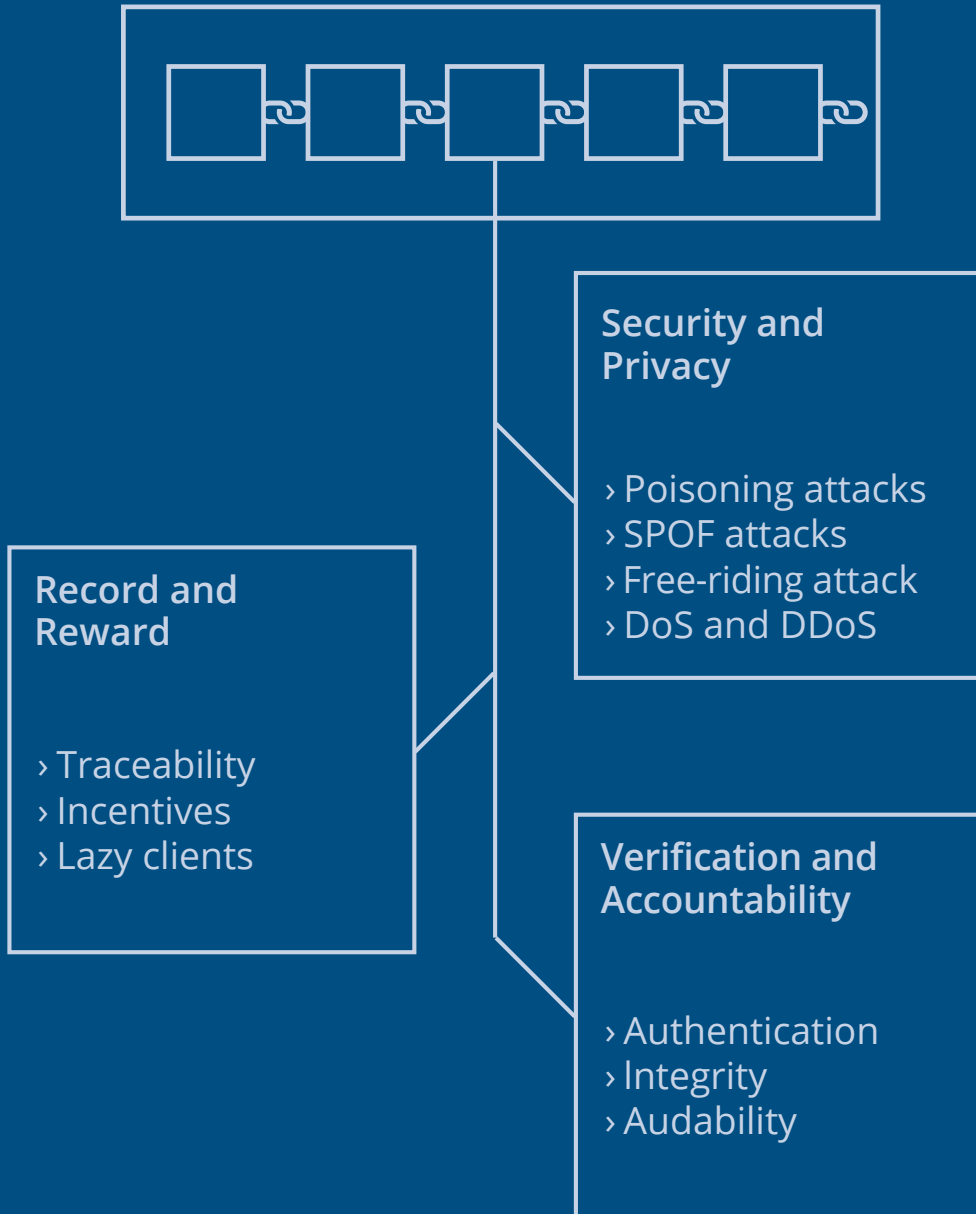 Security and
Privacy
› Poisoning attacks
› SPOF attacks
› Free-riding attack
› DoS and DDoS
Record and
Reward
› Traceability
› Incentives
› Lazy clients
Verification and
Accountability
› Authentication
› Integrity
› Audability